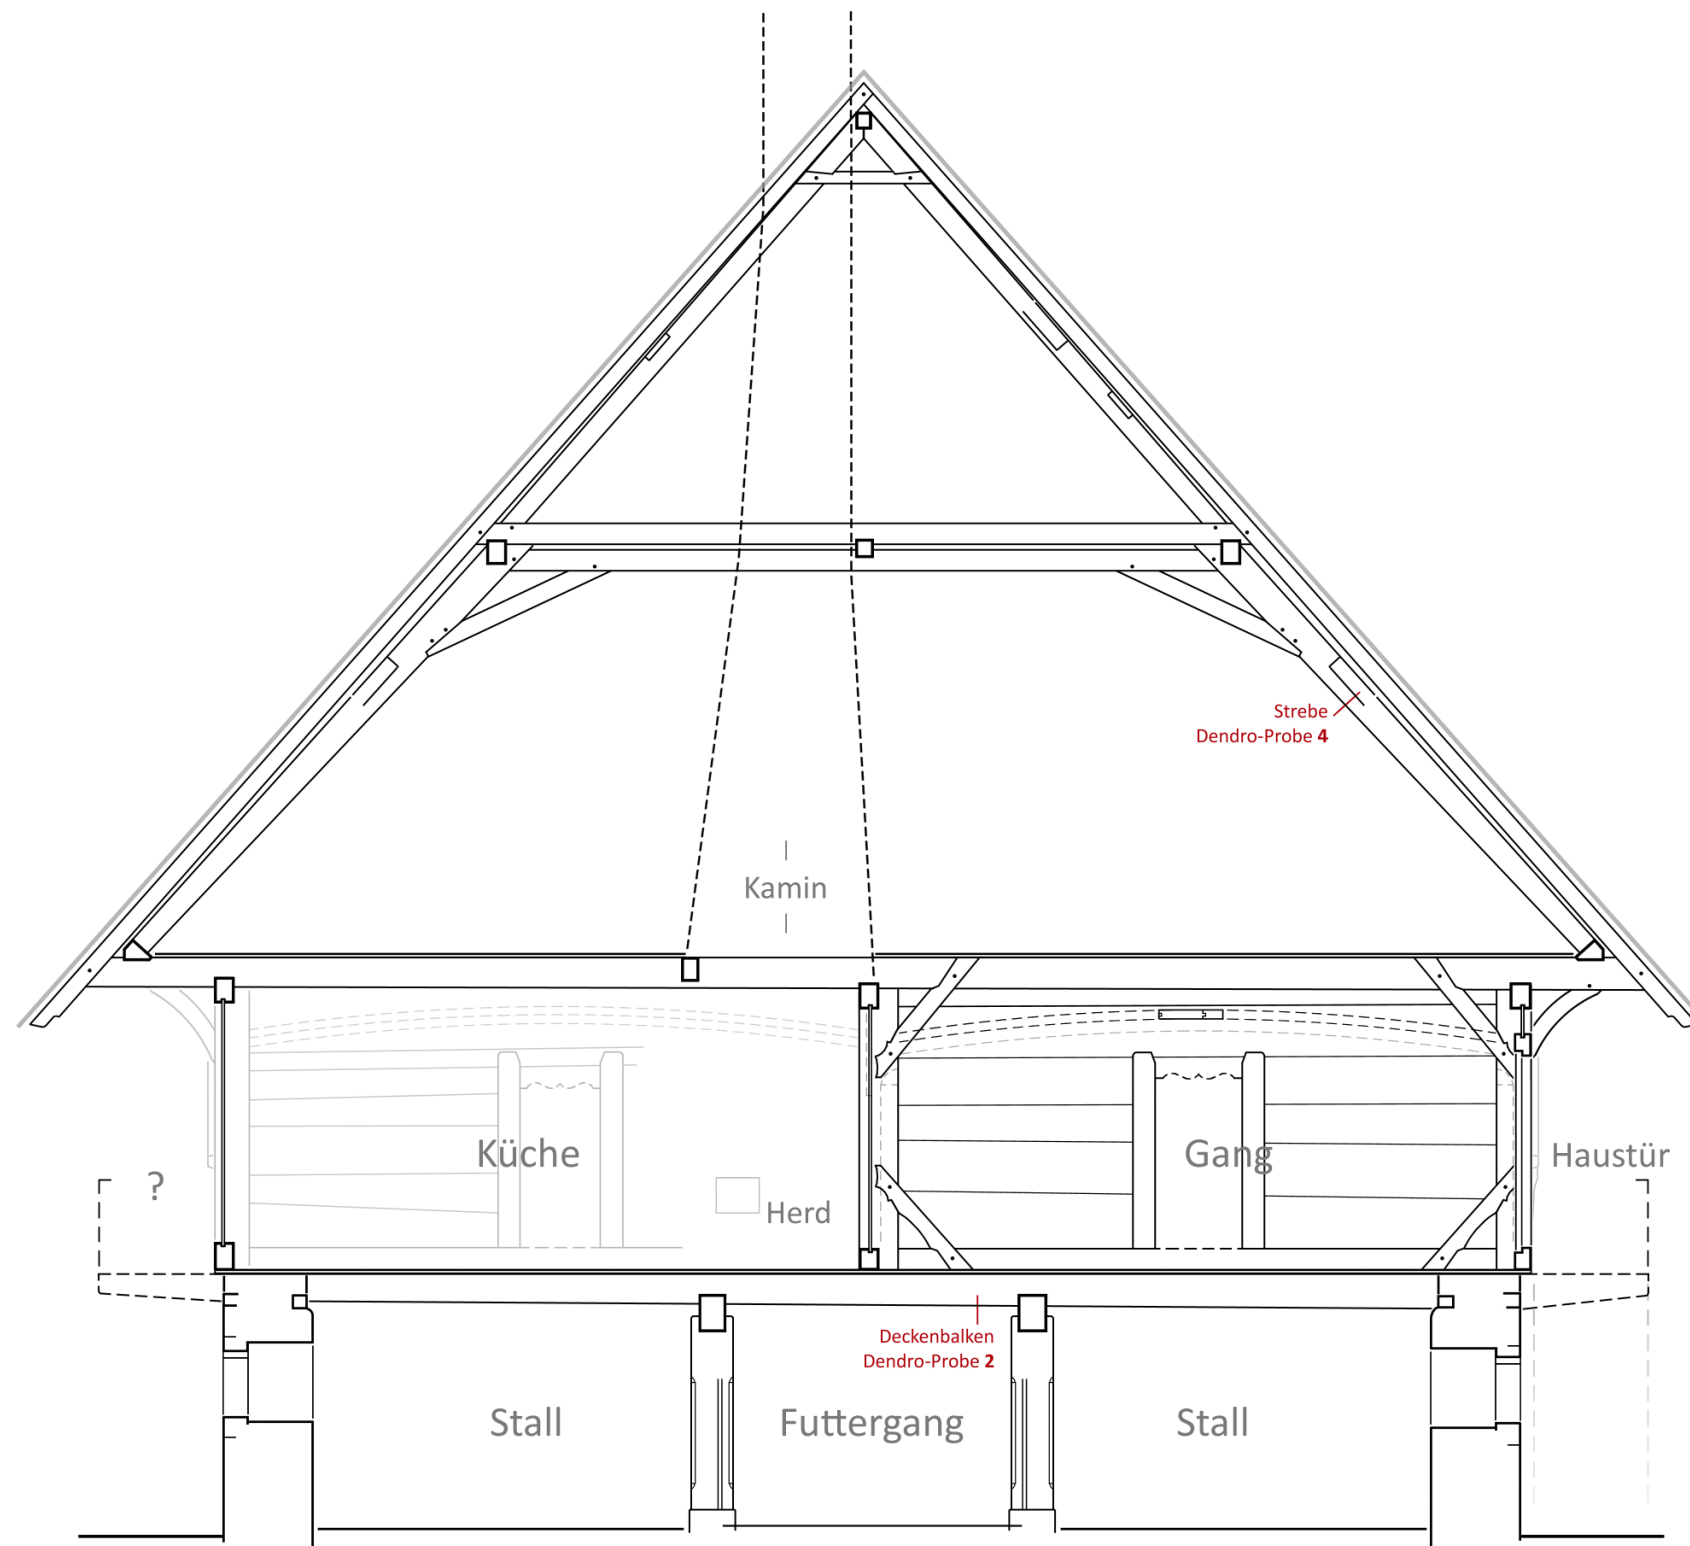 Strebe
Dendro-Probe 4
Kamin
Küche
Gang
Haustür
?
Herd
Deckenbalken
Dendro-Probe 2
Stall
Futtergang
Stall